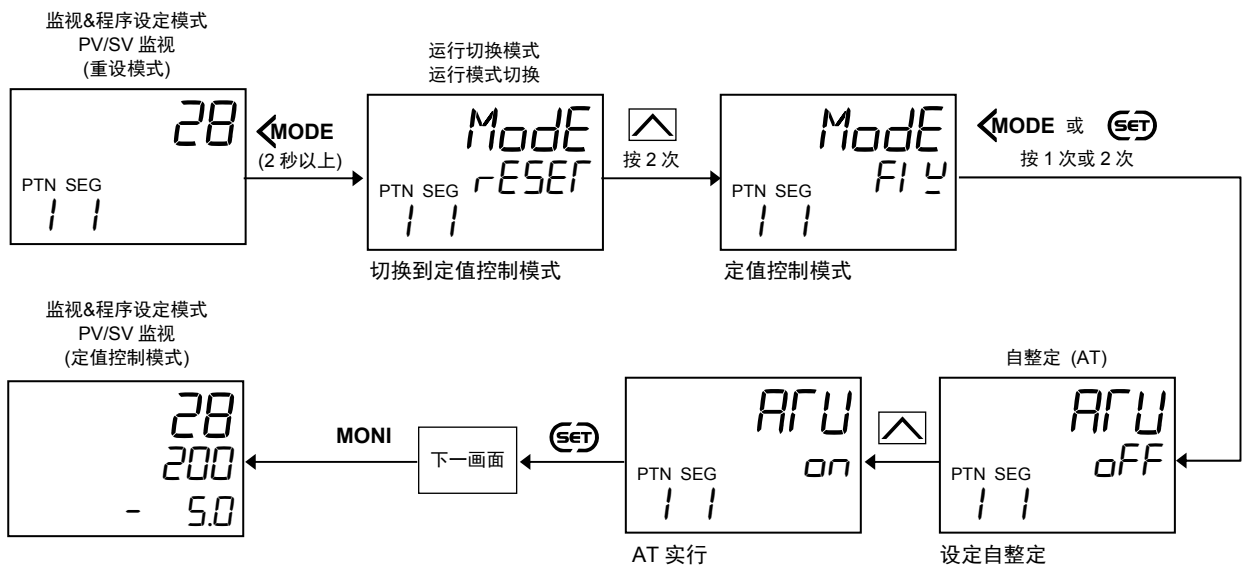 监视&程序设定模式
PV/SV 监视
(重设模式)
28
PTN SEG
1 1
<MODE
(2 秒以上)
运行切换模式
运行模式切换
ModE
rESET
PTN SEG
1 1
切换到定值控制模式
按 2 次
ModE
FI
PTN SEG
1 1
定值控制模式
<MODE 或 SET
按 1 次或 2 次
自整定 (AT)
ATU
oFF
PTN SEG
1 1
设定自整定
ATU
on
PTN SEG
1 1
AT 实行
SET
下一画面
MONI
监视&程序设定模式
PV/SV 监视
(定值控制模式)
28
200
- 5.0